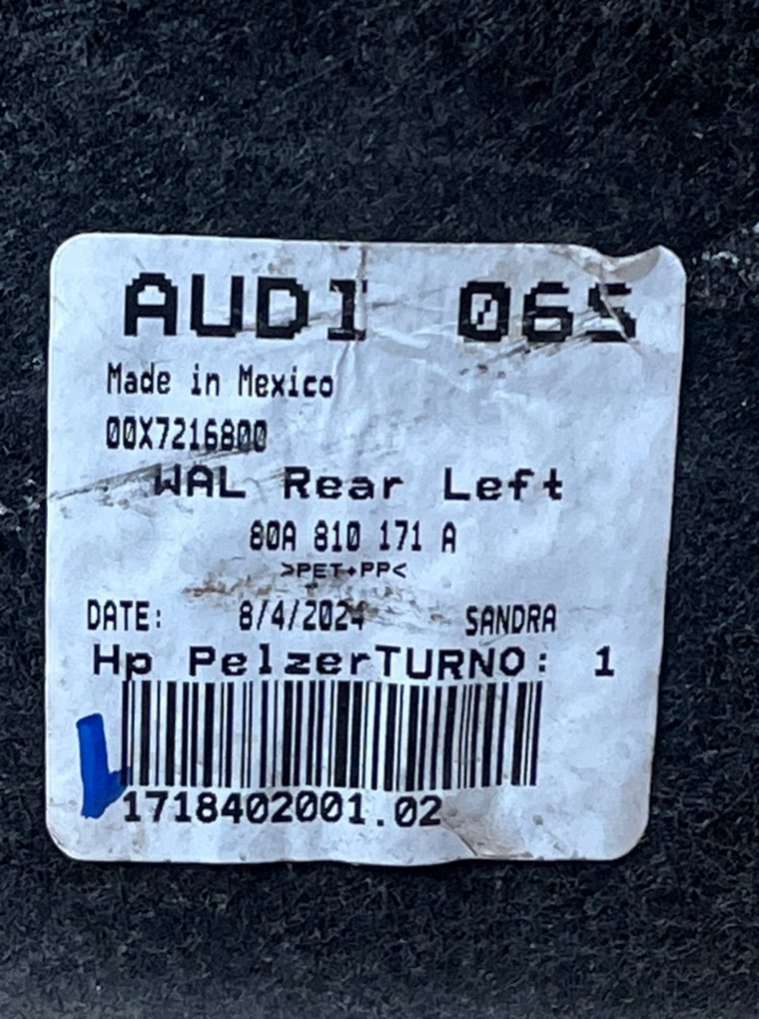 AUDI 06S
Made in Mexico
00X7216800
WAL Rear Left
80A 810 171 A
>PET+PP<
DATE: 8/4/2024 SANDRA
Hp PelzerTURNO: 1
1718402001.02